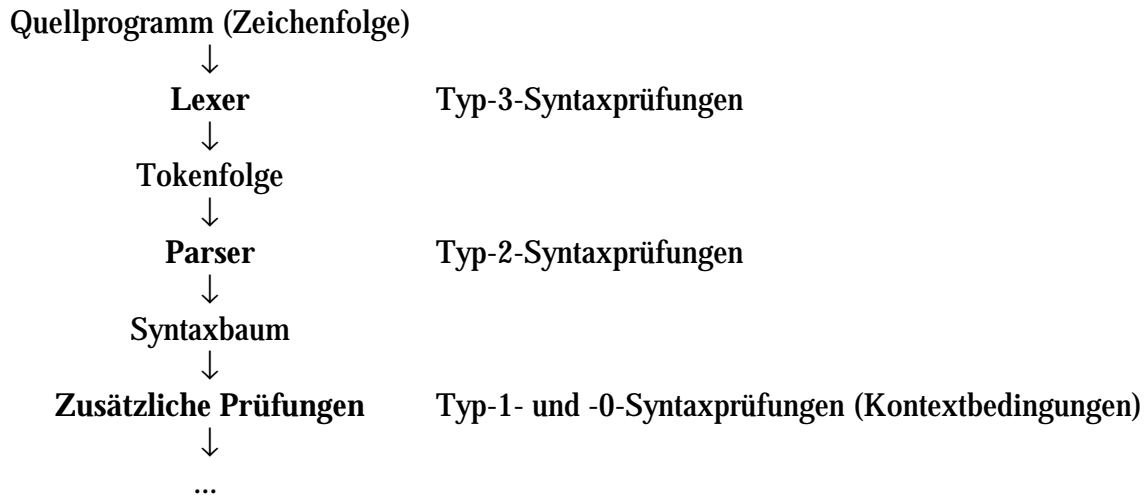 Quellprogramm (Zeichenfolge)
↓
Lexer Typ-3-Syntaxprüfungen
↓
Tokenfolge
↓
Parser Typ-2-Syntaxprüfungen
↓
Syntaxbaum
↓
Zusätzliche Prüfungen Typ-1- und -0-Syntaxprüfungen (Kontextbedingungen)
↓
...